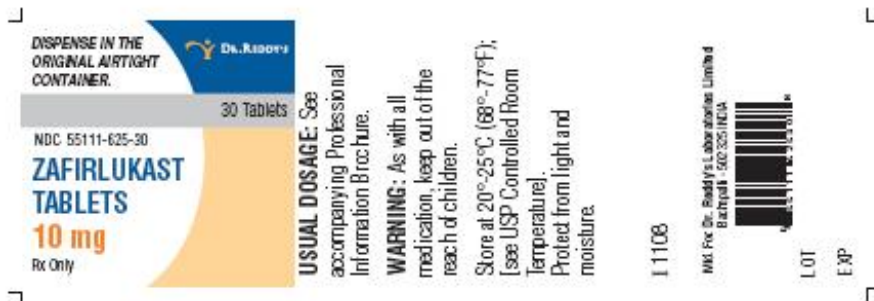 DISPENSE IN THE
ORIGINAL AIRTIGHT
CONTAINER.
DR. REDDY'S
30 Tablets
NDC 55111-625-30
ZAFIRLUKAST
TABLETS
10 mg
Rx Only
USUAL DOSAGE: See
accompanying Professional
Information Brochure.
WARNING: As with all
medication, keep out of the
reach of children.
Store at 20°-25°C (68°-77°F);
[see USP Controlled Room
Temperature].
Protect from light and
moisture.
I 1108
Mfd. For Dr. Reddy's Laboratories Limited
Bachepalli - 502 325 INDIA
LOT
EXP